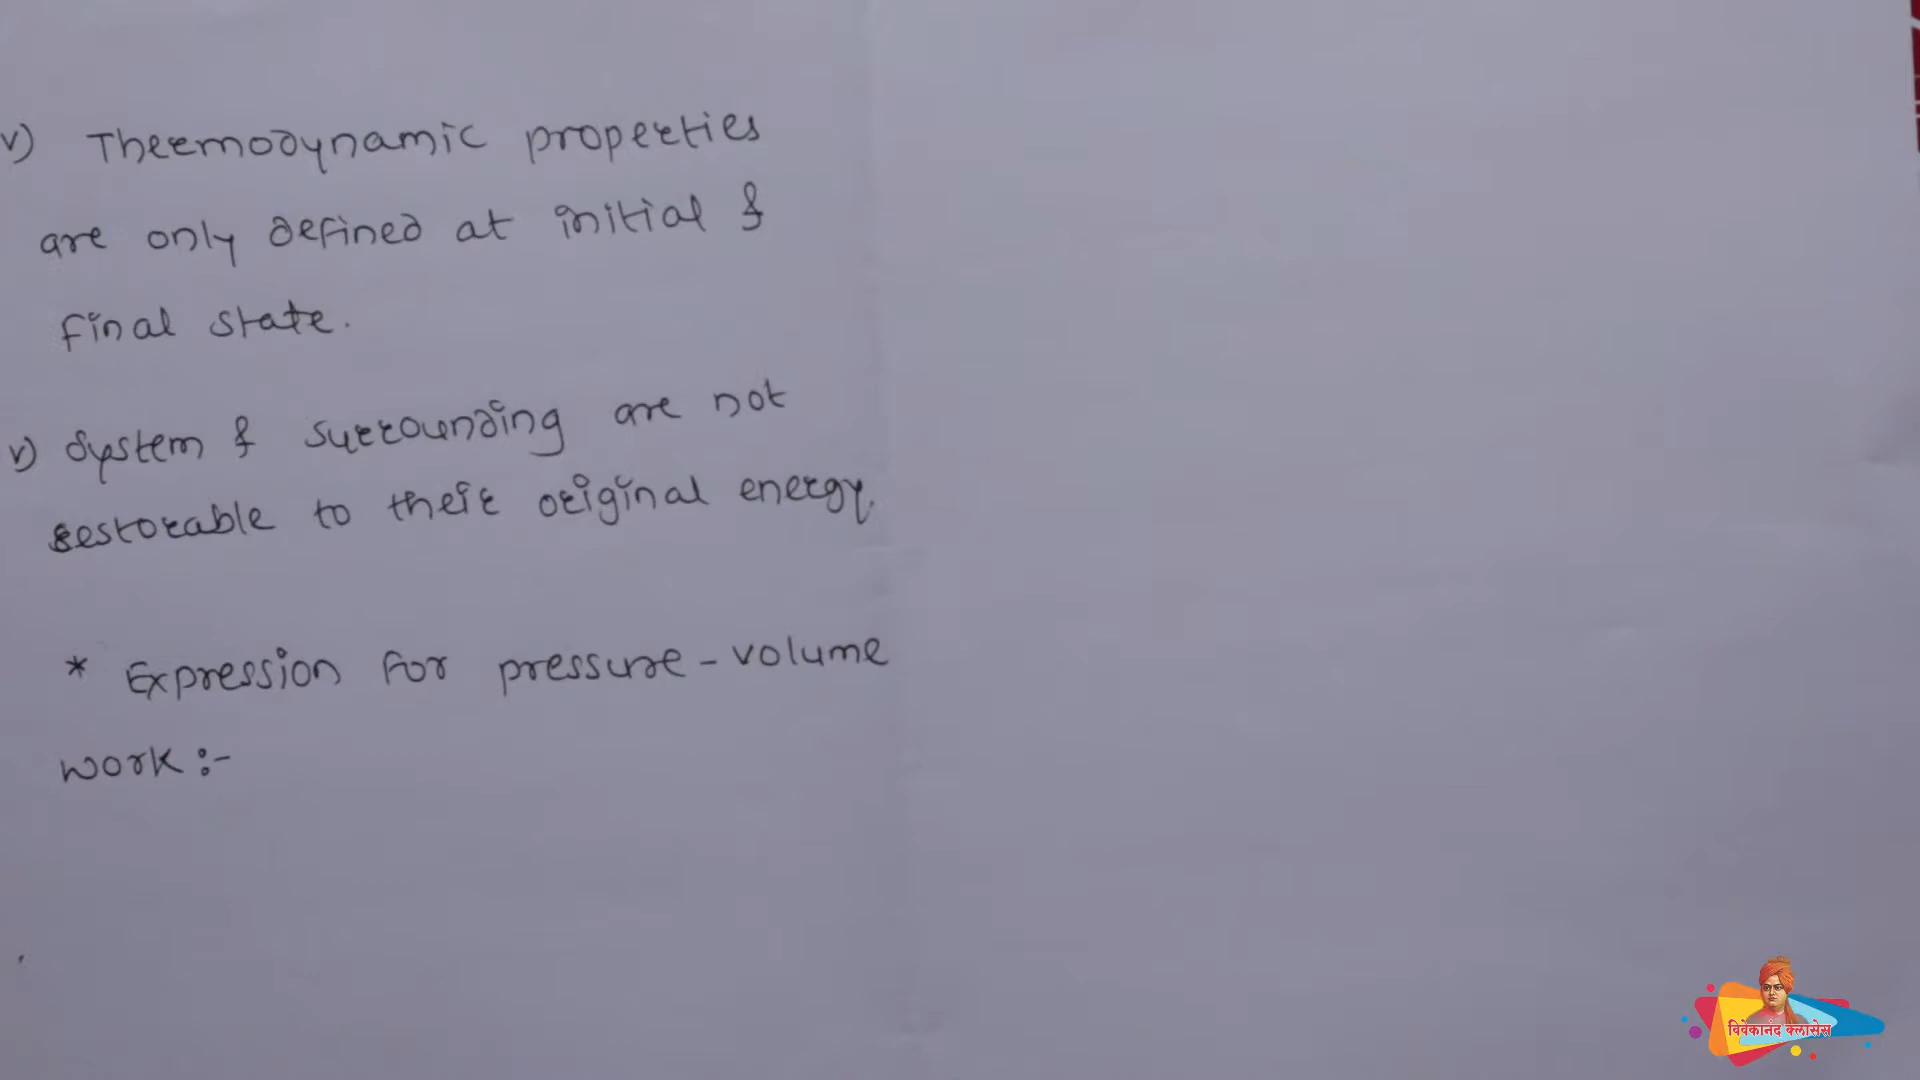 v) Thermodynamic properties
are only defined at initial &
final state.
v) System & surrounding are not
restorable to their original energy.
* Expression for pressure-volume
work:-
विवेकानंद क्लासेस